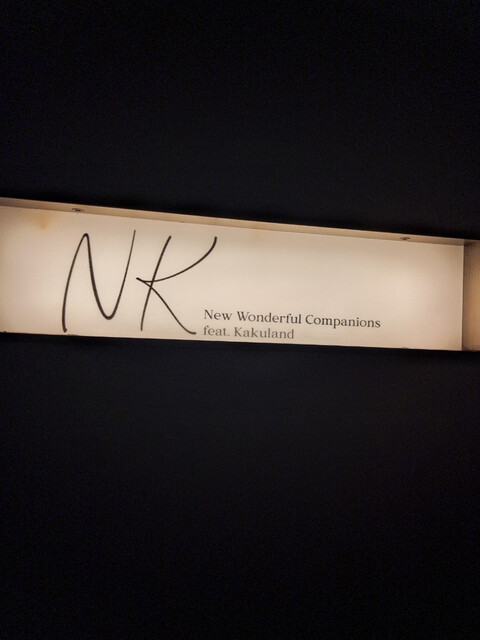 NK
New Wonderful Companions
feat. Kakuland